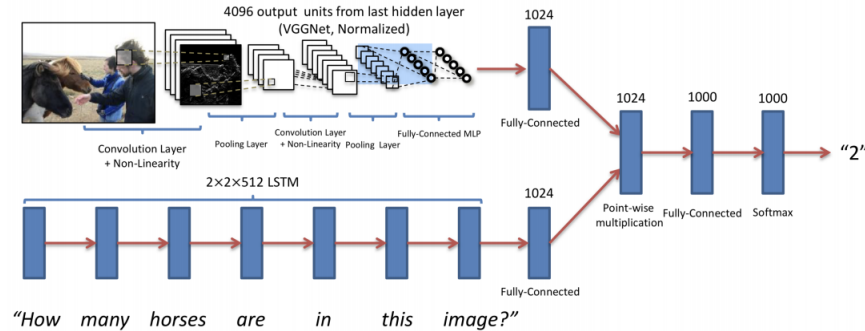 4096 output units from last hidden layer
(VGGNet, Normalized)
1024
Fully-Connected
Convolution Layer
+ Non-Linearity
Pooling Layer
Convolution Layer
+ Non-Linearity
Pooling Layer
Fully-Connected MLP
1024
Point-wise
multiplication
1000
Fully-Connected
1000
Softmax
“2”
2×2×512 LSTM
1024
Fully-Connected
“How many horses are in this image?”